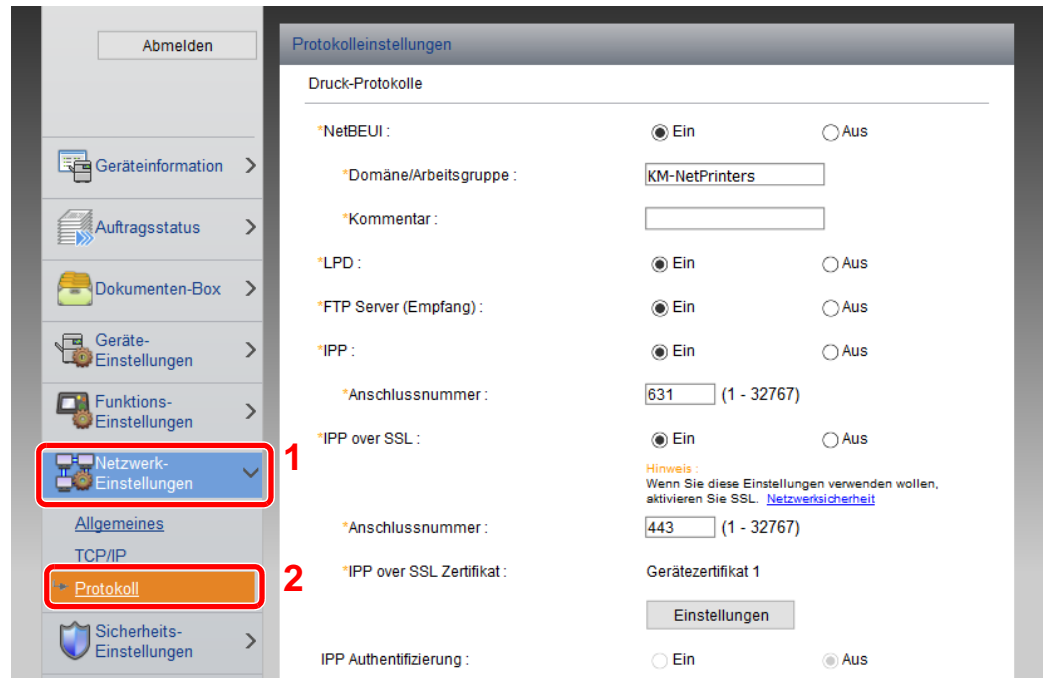 Abmelden
Geräteinformation
Auftragsstatus
Dokumenten-Box
Geräte-
Einstellungen
Funktions-
Einstellungen
1
Netzwerk-
Einstellungen
Allgemeines
TCP/IP
2
Protokoll
Sicherheits-
Einstellungen
Protokolleinstellungen
Druck-Protokolle
*NetBEUI : Ein Aus
*Domäne/Arbeitsgruppe : KM-NetPrinters
*Kommentar :
*LPD : Ein Aus
*FTP Server (Empfang) : Ein Aus
*IPP : Ein Aus
*Anschlussnummer : 631 (1 - 32767)
*IPP over SSL : Ein Aus
Hinweis :
Wenn Sie diese Einstellungen verwenden wollen,
aktivieren Sie SSL. Netzwerksicherheit
*Anschlussnummer : 443 (1 - 32767)
*IPP over SSL Zertifikat : Gerätezertifikat 1
Einstellungen
IPP Authentifizierung : Ein Aus